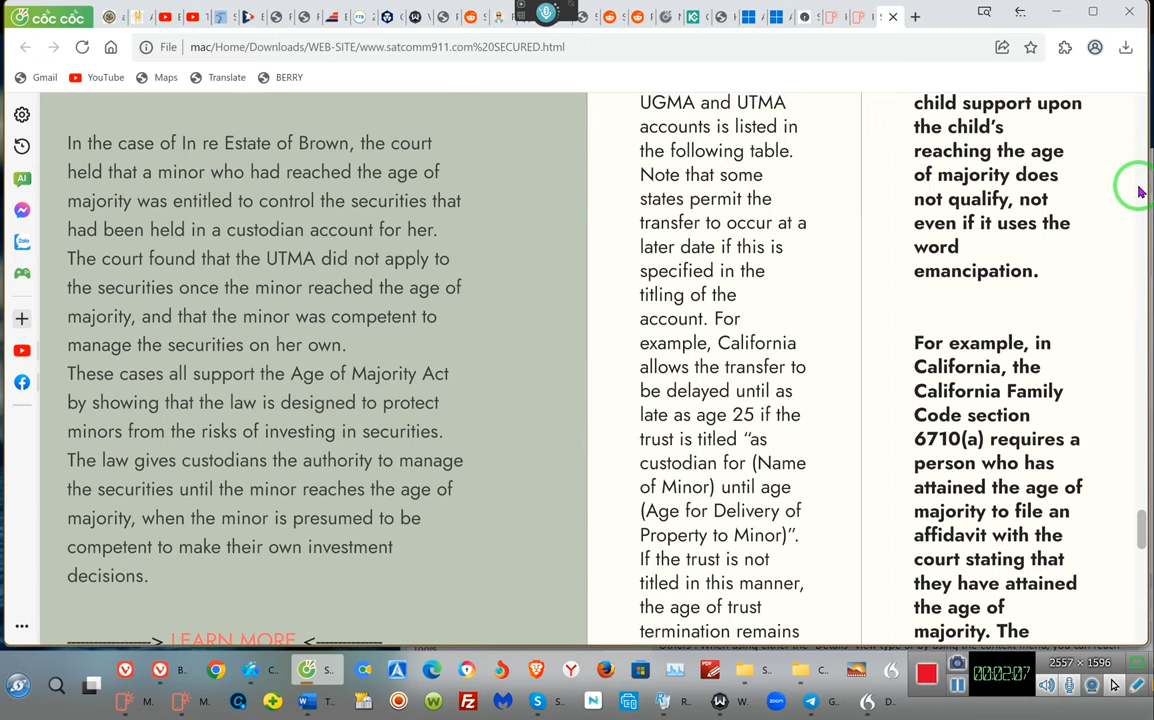 cốc cốc
File
mac/Home/Downloads/WEB-SITE/www.satcomm911.com%20SECURED.html
Gmail
YouTube
Maps
Translate
BERRY
In the case of In re Estate of Brown, the court
held that a minor who had reached the age of
majority was entitled to control the securities that
had been held in a custodian account for her.
The court found that the UTMA did not apply to
the securities once the minor reached the age of
majority, and that the minor was competent to
manage the securities on her own.
These cases all support the Age of Majority Act
by showing that the law is designed to protect
minors from the risks of investing in securities.
The law gives custodians the authority to manage
the securities until the minor reaches the age of
majority, when the minor is presumed to be
competent to make their own investment
decisions.
-----------------> LEARN MORE <--------------
UGMA and UTMA
accounts is listed in
the following table.
Note that some
states permit the
transfer to occur at a
later date if this is
specified in the
titling of the
account. For
example, California
allows the transfer to
be delayed until as
late as age 25 if the
trust is titled “as
custodian for (Name
of Minor) until age
(Age for Delivery of
Property to Minor)”.
If the trust is not
titled in this manner,
the age of trust
termination remains
child support upon
the child’s
reaching the age
of majority does
not qualify, not
even if it uses the
word
emancipation.
For example, in
California, the
California Family
Code section
6710(a) requires a
person who has
attained the age of
majority to file an
affidavit with the
court stating that
they have attained
the age of
majority. The
AI
Zalo
S...
B...
C...
S...
S...
C...
00:02:07
2557 x 1596
M...
M...
T...
S...
R...
W...
G...
D...
PDF
zoom